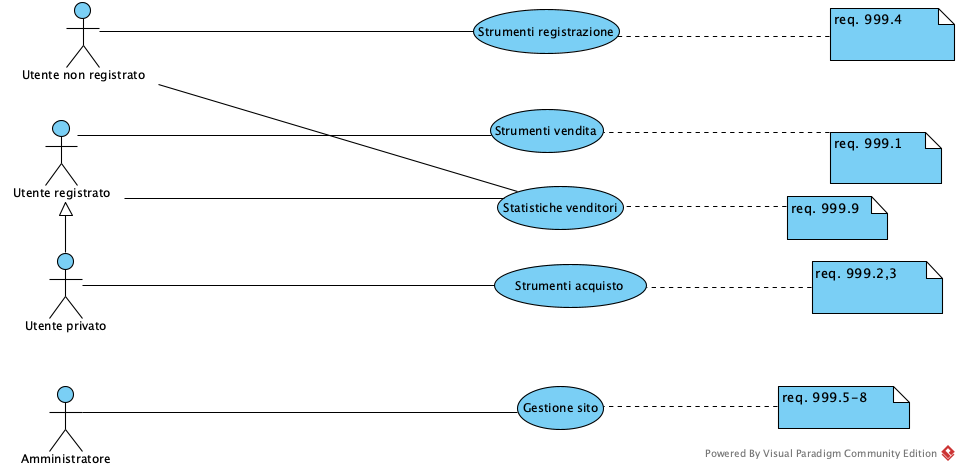 Strumenti registrazione
req. 999.4
Utente non registrato
Strumenti vendita
req. 999.1
Utente registrato
Statistiche venditori
req. 999.9
Strumenti acquisto
req. 999.2,3
Utente privato
Gestione sito
req. 999.5-8
Amministratore
Powered By Visual Paradigm Community Edition